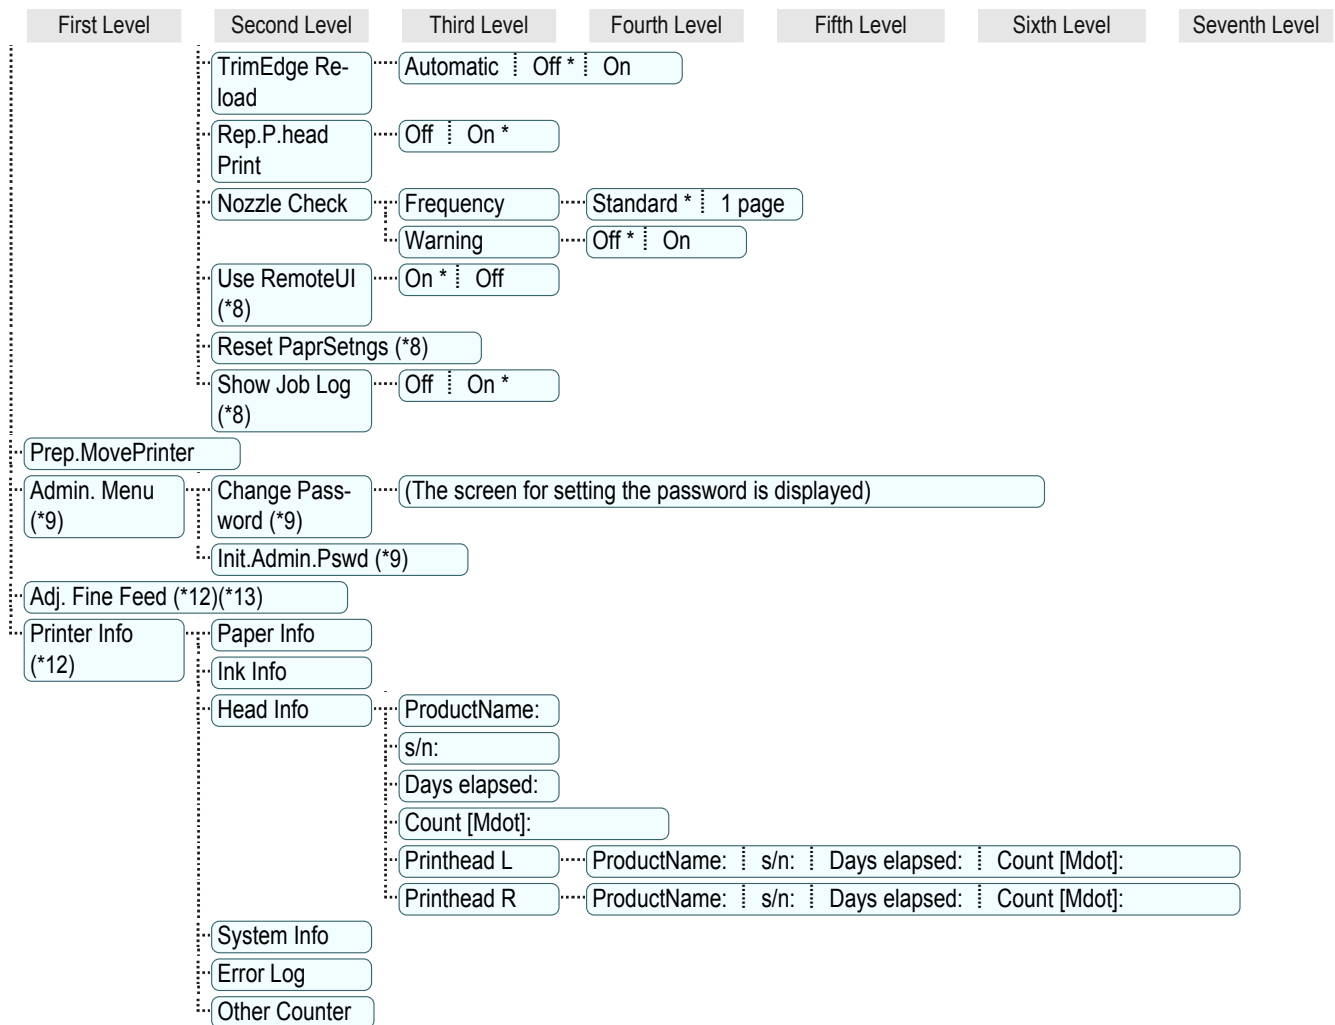 First Level Second Level Third Level Fourth Level Fifth Level Sixth Level Seventh Level
TrimEdge Re- Automatic Off * On
load
Rep.P.head Off On *
Print
Nozzle Check Frequency Standard * 1 page
Warning Off * On
Use RemoteUI On * Off
(*8)
Reset PaprSetngs (*8)
Show Job Log Off On *
(*8)
Prep.MovePrinter
Admin. Menu Change Pass- (The screen for setting the password is displayed)
(*9) word (*9)
Init.Admin.Pswd (*9)
Adj. Fine Feed (*12)(*13)
Printer Info Paper Info
(*12)
Ink Info
Head Info ProductName:
s/n:
Days elapsed:
Count [Mdot]:
Printhead L ProductName: s/n: Days elapsed: Count [Mdot]:
Printhead R ProductName: s/n: Days elapsed: Count [Mdot]:
System Info
Error Log
Other Counter